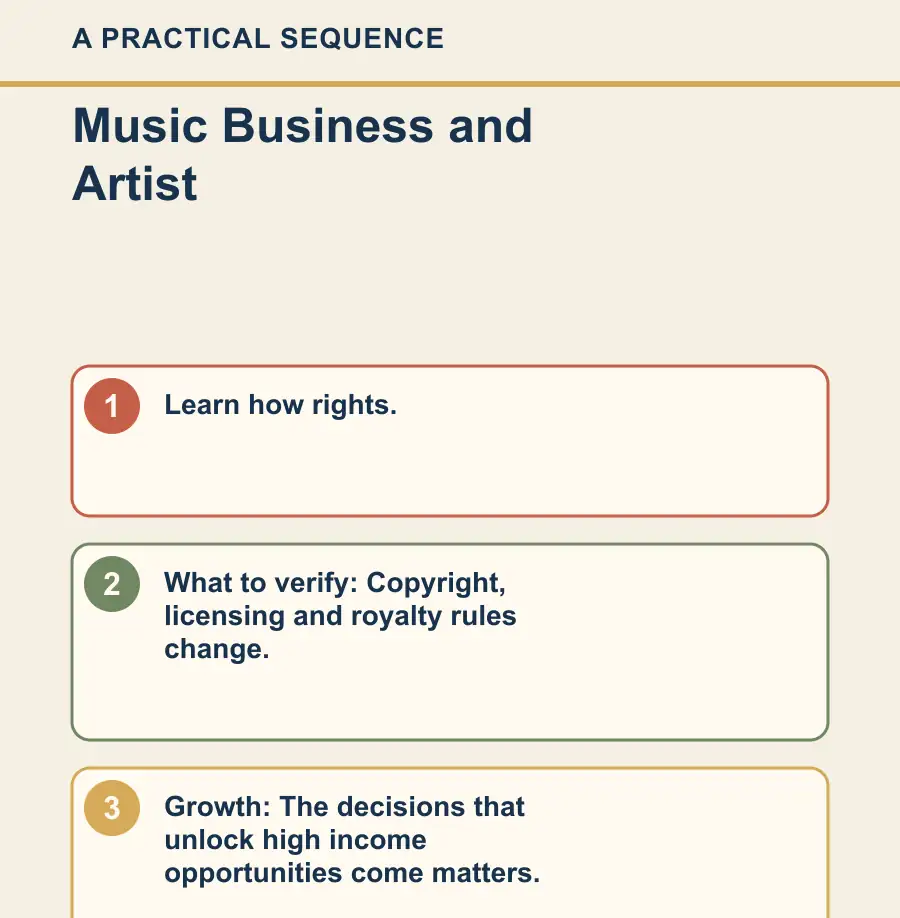 A PRACTICAL SEQUENCE
Music Business and
Artist
1
Learn how rights.
2
What to verify: Copyright,
licensing and royalty rules
change.
3
Growth: The decisions that
unlock high income
opportunities come matters.